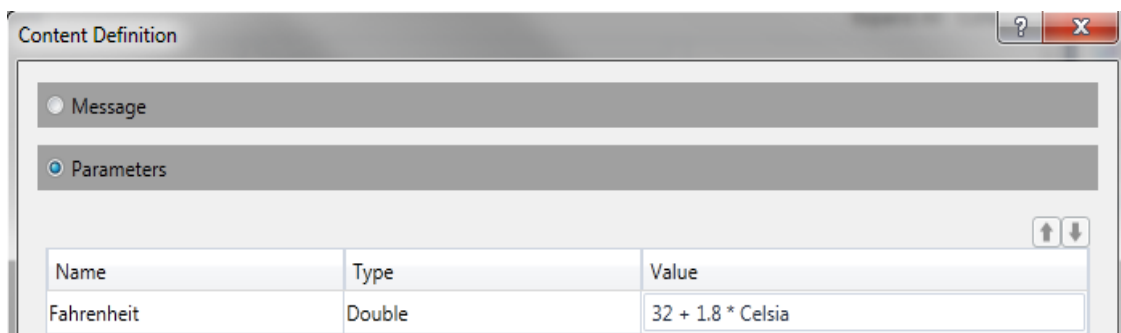 Content Definition
?
X
Message
Parameters
Name Type Value
Fahrenheit Double 32 + 1.8 * Celsia